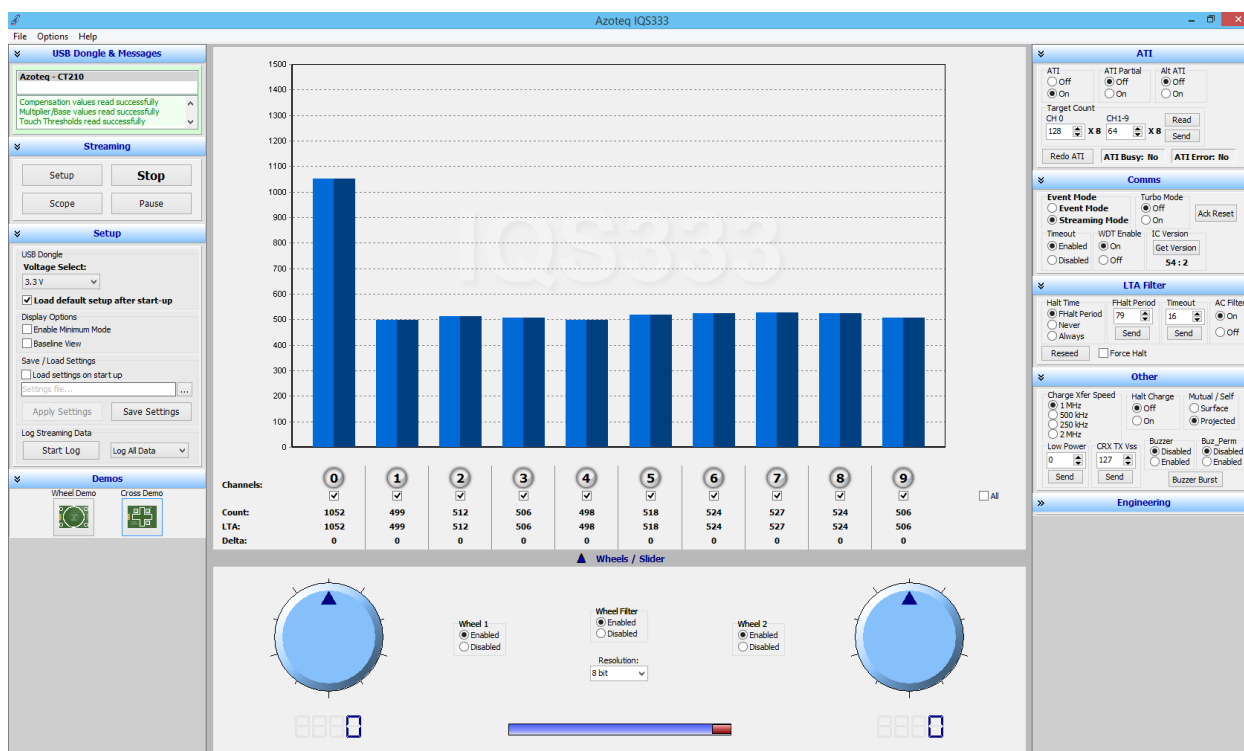 Azoteq IQS333
File Options Help
USB Dongle & Messages
Azoteq - CT210
Compensation values read successfully
Multiplier/Base values read successfully
Touch Thresholds read successfully
Streaming
Setup Stop
Scope Pause
Setup
USB Dongle
Voltage Select:
3.3 V
Load default setup after start-up
Display Options
Enable Minimum Mode
Baseline View
Save / Load Settings
Load settings on start up
Settings file... ...
Apply Settings Save Settings
Log Streaming Data
Start Log Log All Data
Demos
Wheel Demo Cross Demo
1500
1400
1300
1200
1100
1000
900
800
700
600
500
400
300
200
100
0
IQS333
Channels: 0 1 2 3 4 5 6 7 8 9
All
Count: 1052 499 512 506 498 518 524 527 524 506
LTA: 1052 499 512 506 498 518 524 527 524 506
Delta: 0 0 0 0 0 0 0 0 0 0
Wheels / Slider
Wheel 1
Enabled
Disabled
Wheel Filter
Enabled
Disabled
Resolution:
8 bit
Wheel 2
Enabled
Disabled
0 0
ATI
ATI ATI Partial Alt ATI
Off Off Off
On On On
Target Count
CH 0 CH1-9 Read
128 X 8 64 X 8 Send
Redo ATI ATI Busy: No ATI Error: No
Comms
Event Mode Turbo Mode
Event Mode Off Ack Reset
Streaming Mode On
Timeout WDT Enable IC Version
Enabled On Get Version
Disabled Off 54 : 2
LTA Filter
Halt Time FHalt Period Timeout AC Filter
FHalt Period 79 16 On
Never Send Send Off
Always
Reseed Force Halt
Other
Charge Xfer Speed Halt Charge Mutual / Self
1 MHz Off Surface
500 kHz On Projected
250 kHz
2 MHz
Low Power CRX TX Vss Buzzer Buz_Perm
0 127 Disabled Disabled
Enabled Enabled
Send Send Buzzer Burst
Engineering